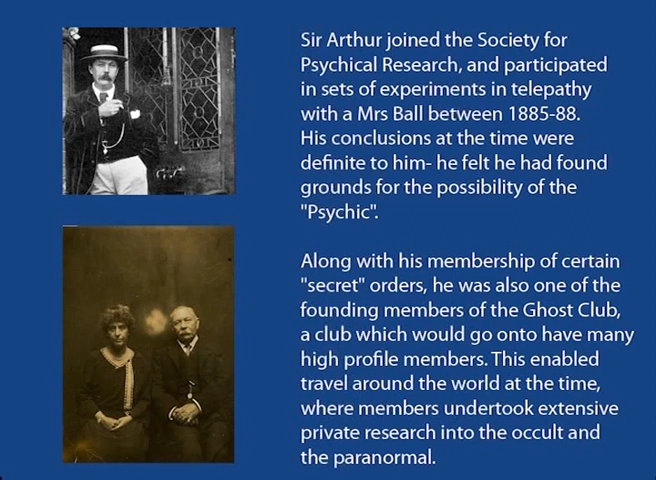 Sir Arthur joined the Society for
Psychical Research, and participated
in sets of experiments in telepathy
with a Mrs Ball between 1885-88.
His conclusions at the time were
definite to him- he felt he had found
grounds for the possibility of the
"Psychic".
Along with his membership of certain
"secret" orders, he was also one of the
founding members of the Ghost Club,
a club which would go onto have many
high profile members. This enabled
travel around the world at the time,
where members undertook extensive
private research into the occult and
the paranormal.